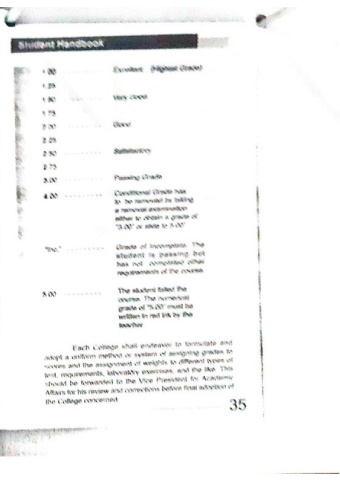 Student Handbook
1.00 ........... Excellent (Highest Grade)
1.25
1.50 ........... Very Good
1.75
2.00 ........... Good
2.25
2.50 ........... Satisfactory
2.75
3.00 ........... Passing Grade
4.00 ........... Conditional Grade has
to be removed by taking
a removal examination
either to obtain a grade of
"3.00" or slide to 5.00"
"Inc." ........... Grade of Incomplete. The
student is passing but
has not completed other
requirements of the course.
5.00 ........... The student failed the
course. The numerical
grade of "5.00" must be
written in red ink by the
teacher
Each College shall endeavor to formulate and
adopt a uniform method or system of assigning grades to
scores and the assignment of weights to different types of
test, requirements, laboratory exercises, and the like. This
should be forwarded to the Vice President for Academic
Affairs for his review and corrections before final adoption of
the College concerned
35